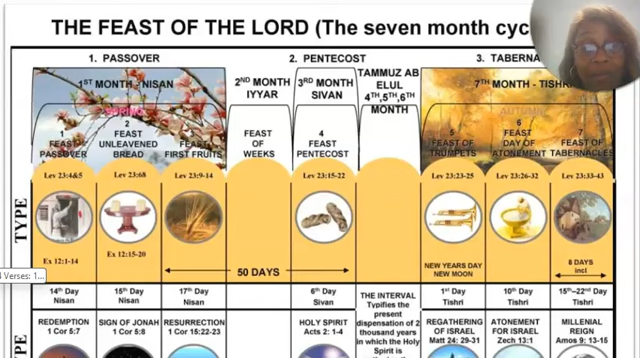 THE FEAST OF THE LORD (The seven month cyc
1. PASSOVER
2. PENTECOST
3. TABERNA
1ST MONTH - NISAN
2ND MONTH
IYYAR
3RD MONTH
SIVAN
TAMMUZ AB
ELUL
4TH,5TH,6TH
MONTH
7TH MONTH - TISHRI
SPRING
AUTUMN
1
FEAST
PASSOVER
2
FEAST
UNLEAVENED
BREAD
FEAST
FIRST FRUITS
FEAST
OF
WEEKS
4
FEAST
PENTECOST
5
FEAST OF
TRUMPETS
6
FEAST
DAY OF
ATONEMENT
7
FEAST OF
TABERNACLES
TYPE
Lev 23:4&5
Lev 23:68
Lev 23:9-14
Lev 23:15-22
Lev 23:23-25
Lev 23:26-32
Lev 23:33-43
Ex 12:1-14
Ex 12:15-20
50 DAYS
NEW YEARS DAY
NEW MOON
8 DAYS
incl
4 Verses: 1...
14th Day
Nisan
15th Day
Nisan
17th Day
Nisan
6th Day
Sivan
1st Day
Tishri
10th Day
Tishri
15th-22nd Day
Tishri
REDEMPTION
1 Cor 5:7
SIGN OF JONAH
1 Cor 5:8
RESURRECTION
1 Cor 15:22-23
HOLY SPIRIT
Acts 2: 1-4
THE INTERVAL
Typifies the
present
dispensation of 2
thousand years
in which the Holy
Spirit is
REGATHERING
OF ISRAEL
Matt 24: 29-31
ATONEMENT
FOR ISRAEL
Zech 13:1
MILLENIAL
REIGN
Amos 9: 13-15